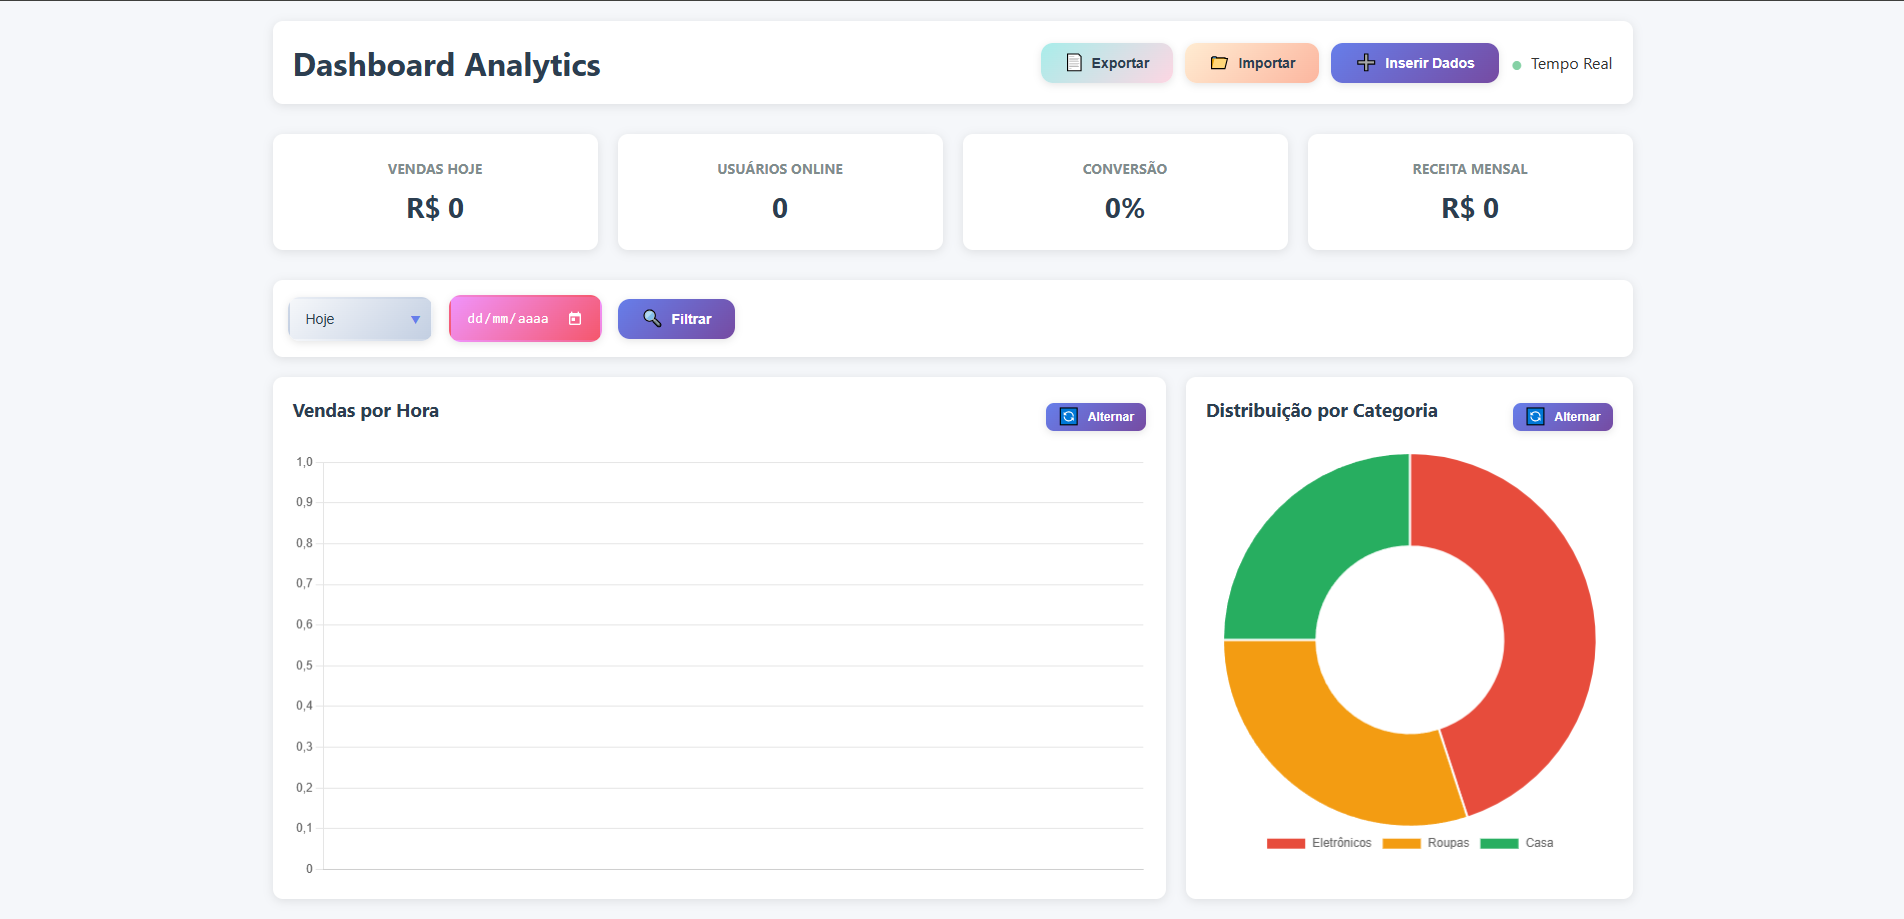 Dashboard Analytics
Exportar
Importar
Inserir Dados
Tempo Real
VENDAS HOJE
R$ 0
USUÁRIOS ONLINE
0
CONVERSÃO
0%
RECEITA MENSAL
R$ 0
Hoje
dd/mm/aaaa
Filtrar
Vendas por Hora
Alternar
1,0
0,9
0,8
0,7
0,6
0,5
0,4
0,3
0,2
0,1
0
Distribuição por Categoria
Alternar
Eletrônicos
Roupas
Casa